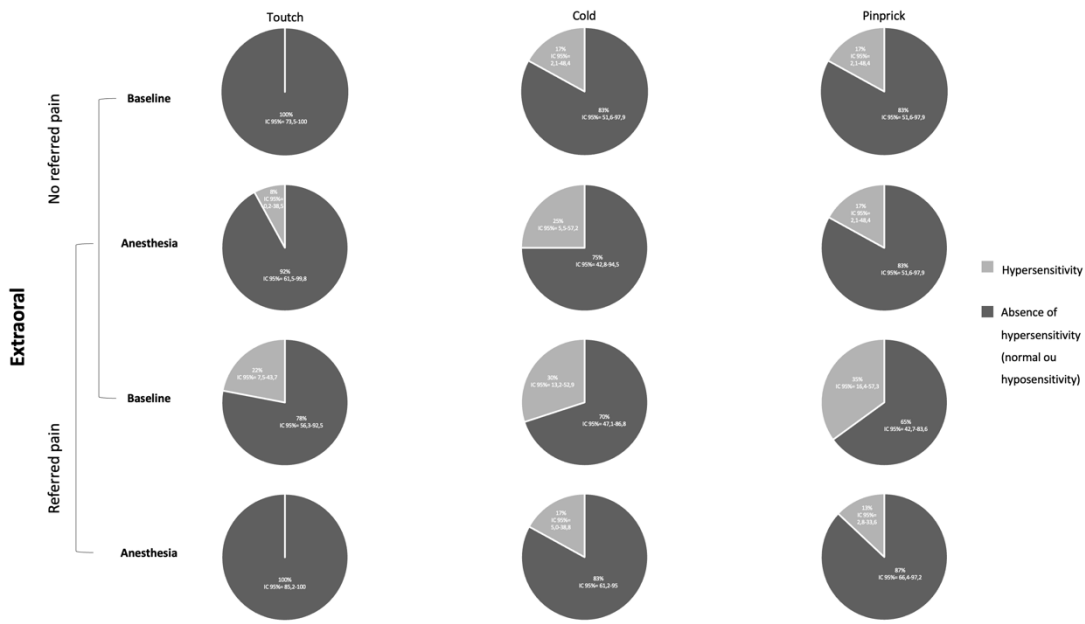 Toutch
Cold
Pinprick
Extraoral
No referred pain
Baseline
100%
IC 95%= 73,5-100
17%
IC 95%=
2,1-48,4
83%
IC 95%= 51,6-97,9
17%
IC 95%=
2,1-48,4
83%
IC 95%= 51,6-97,9
Anesthesia
8%
IC 95%=
92%
IC 95%= 61,5-99,8
25%
IC 95%= 5,5-57,2
75%
IC 95%= 42,8-94,5
17%
IC 95%=
2,1-48,4
83%
IC 95%= 51,6-97,9
Referred pain
Baseline
22%
IC 95%= 7,5-43,7
78%
IC 95%= 56,3-92,5
30%
IC 95%= 13,2-52,9
70%
IC 95%= 47,1-86,8
35%
IC 95%= 16,4-57,3
65%
IC 95%= 42,7-83,6
Anesthesia
100%
IC 95%= 85,2-100
17%
IC 95%=
5,0-38,8
83%
IC 95%= 61,2-95
13%
IC 95%=
2,8-33,6
87%
IC 95%= 66,4-97,2
Hypersensitivity
Absence of
hypersensitivity
(normal ou
hyposensitivity)